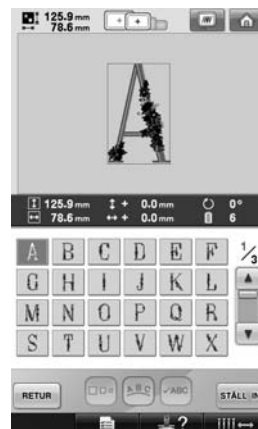 125.9 mm
78.6 mm
A
125.9 mm + 0.0 mm 0°
78.6 mm + 0.0 mm 6
A B C D E F 1/3
G H I J K L
M N O P Q R
S T U V W X
ABC ABC
RETUR STÄLL IN
?